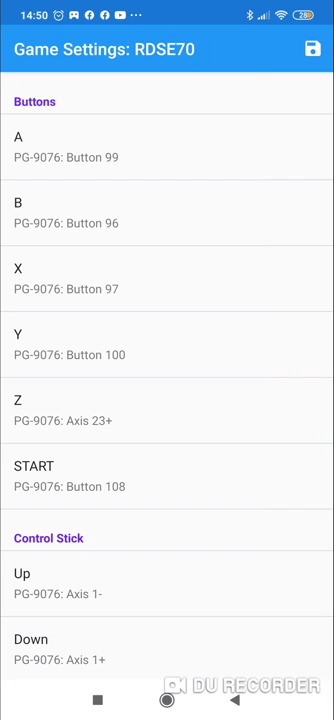 14:50 28
Game Settings: RDSE70
Buttons
A
PG-9076: Button 99
B
PG-9076: Button 96
X
PG-9076: Button 97
Y
PG-9076: Button 100
Z
PG-9076: Axis 23+
START
PG-9076: Button 108
Control Stick
Up
PG-9076: Axis 1-
Down
PG-9076: Axis 1+
DU RECORDER